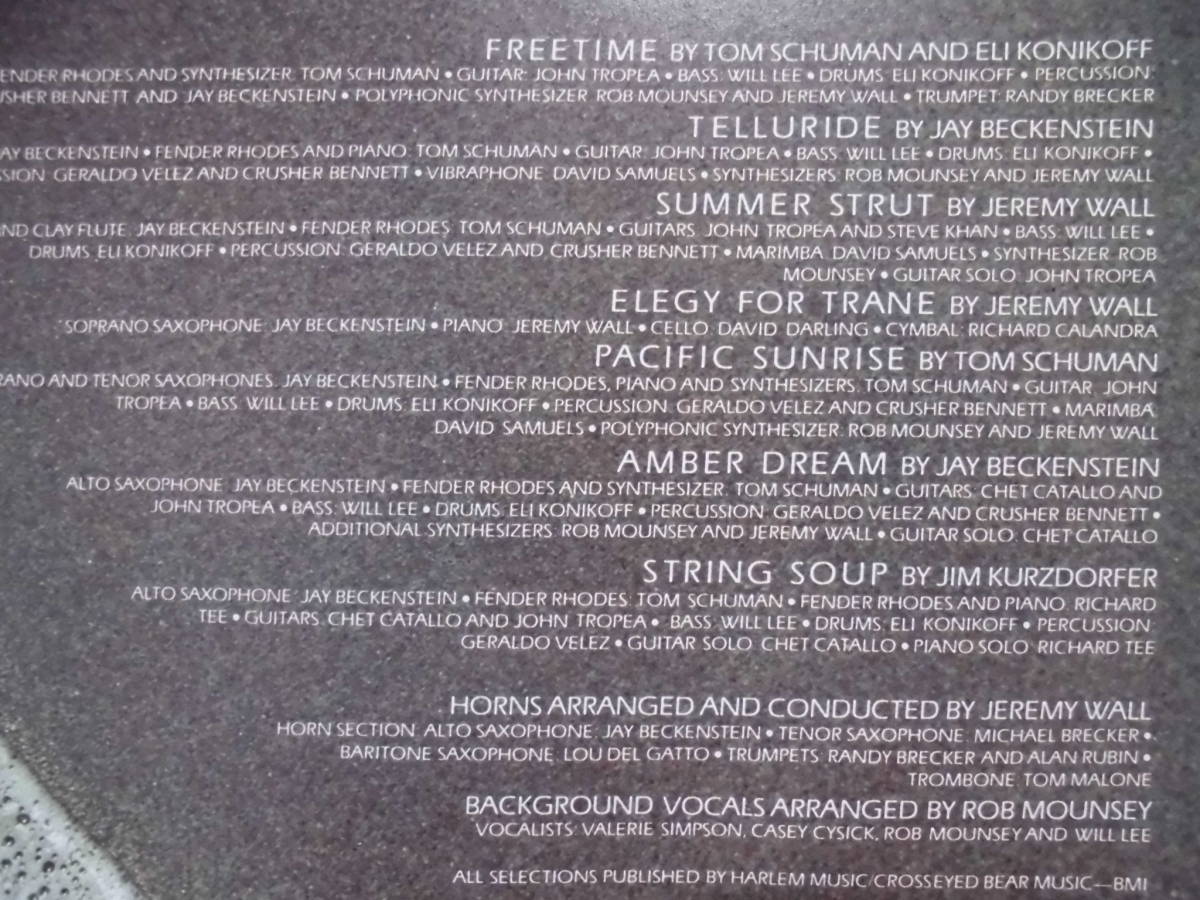 FREETIME BY TOM SCHUMAN AND ELI KONIKOFF
ENDER RHODES AND SYNTHESIZER: TOM SCHUMAN • GUITAR: JOHN TROPEA • BASS: WILL LEE • DRUMS: ELI KONIKOFF • PERCUSSION:
SHER BENNETT AND JAY BECKENSTEIN • POLYPHONIC SYNTHESIZER: ROB MOUNSEY AND JEREMY WALL • TRUMPET: RANDY BRECKER
TELLURIDE BY JAY BECKENSTEIN
AY BECKENSTEIN • FENDER RHODES AND PIANO: TOM SCHUMAN • GUITAR: JOHN TROPEA • BASS: WILL LEE • DRUMS: ELI KONIKOFF •
SION: GERALDO VELEZ AND CRUSHER BENNETT • VIBRAPHONE: DAVID SAMUELS • SYNTHESIZERS: ROB MOUNSEY AND JEREMY WALL
SUMMER STRUT BY JEREMY WALL
ND CLAY FLUTE: JAY BECKENSTEIN • FENDER RHODES: TOM SCHUMAN • GUITARS: JOHN TROPEA AND STEVE KHAN • BASS: WILL LEE •
DRUMS: ELI KONIKOFF • PERCUSSION: GERALDO VELEZ AND CRUSHER BENNETT • MARIMBA: DAVID SAMUELS • SYNTHESIZER: ROB
MOUNSEY • GUITAR SOLO: JOHN TROPEA
ELEGY FOR TRANE BY JEREMY WALL
SOPRANO SAXOPHONE: JAY BECKENSTEIN • PIANO: JEREMY WALL • CELLO: DAVID DARLING • CYMBAL: RICHARD CALANDRA
PACIFIC SUNRISE BY TOM SCHUMAN
RANO AND TENOR SAXOPHONES: JAY BECKENSTEIN • FENDER RHODES, PIANO AND SYNTHESIZERS: TOM SCHUMAN • GUITAR: JOHN
TROPEA • BASS: WILL LEE • DRUMS: ELI KONIKOFF • PERCUSSION: GERALDO VELEZ AND CRUSHER BENNETT • MARIMBA:
DAVID SAMUELS • POLYPHONIC SYNTHESIZER: ROB MOUNSEY AND JEREMY WALL
AMBER DREAM BY JAY BECKENSTEIN
ALTO SAXOPHONE: JAY BECKENSTEIN • FENDER RHODES AND SYNTHESIZER: TOM SCHUMAN • GUITARS: CHET CATALLO AND
JOHN TROPEA • BASS: WILL LEE • DRUMS: ELI KONIKOFF • PERCUSSION: GERALDO VELEZ AND CRUSHER BENNETT •
ADDITIONAL SYNTHESIZERS: ROB MOUNSEY AND JEREMY WALL • GUITAR SOLO: CHET CATALLO
STRING SOUP BY JIM KURZDORFER
ALTO SAXOPHONE: JAY BECKENSTEIN • FENDER RHODES: TOM SCHUMAN • FENDER RHODES AND PIANO: RICHARD
TEE • GUITARS: CHET CATALLO AND JOHN TROPEA • BASS: WILL LEE • DRUMS: ELI KONIKOFF • PERCUSSION:
GERALDO VELEZ • GUITAR SOLO: CHET CATALLO • PIANO SOLO: RICHARD TEE
HORNS ARRANGED AND CONDUCTED BY JEREMY WALL
HORN SECTION: ALTO SAXOPHONE: JAY BECKENSTEIN • TENOR SAXOPHONE: MICHAEL BRECKER •
BARITONE SAXOPHONE: LOU DEL GATTO • TRUMPETS: RANDY BRECKER AND ALAN RUBIN •
TROMBONE: TOM MALONE
BACKGROUND VOCALS ARRANGED BY ROB MOUNSEY
VOCALISTS: VALERIE SIMPSON, CASEY CYSICK, ROB MOUNSEY AND WILL LEE
ALL SELECTIONS PUBLISHED BY HARLEM MUSIC/CROSSEYED BEAR MUSIC—BMI